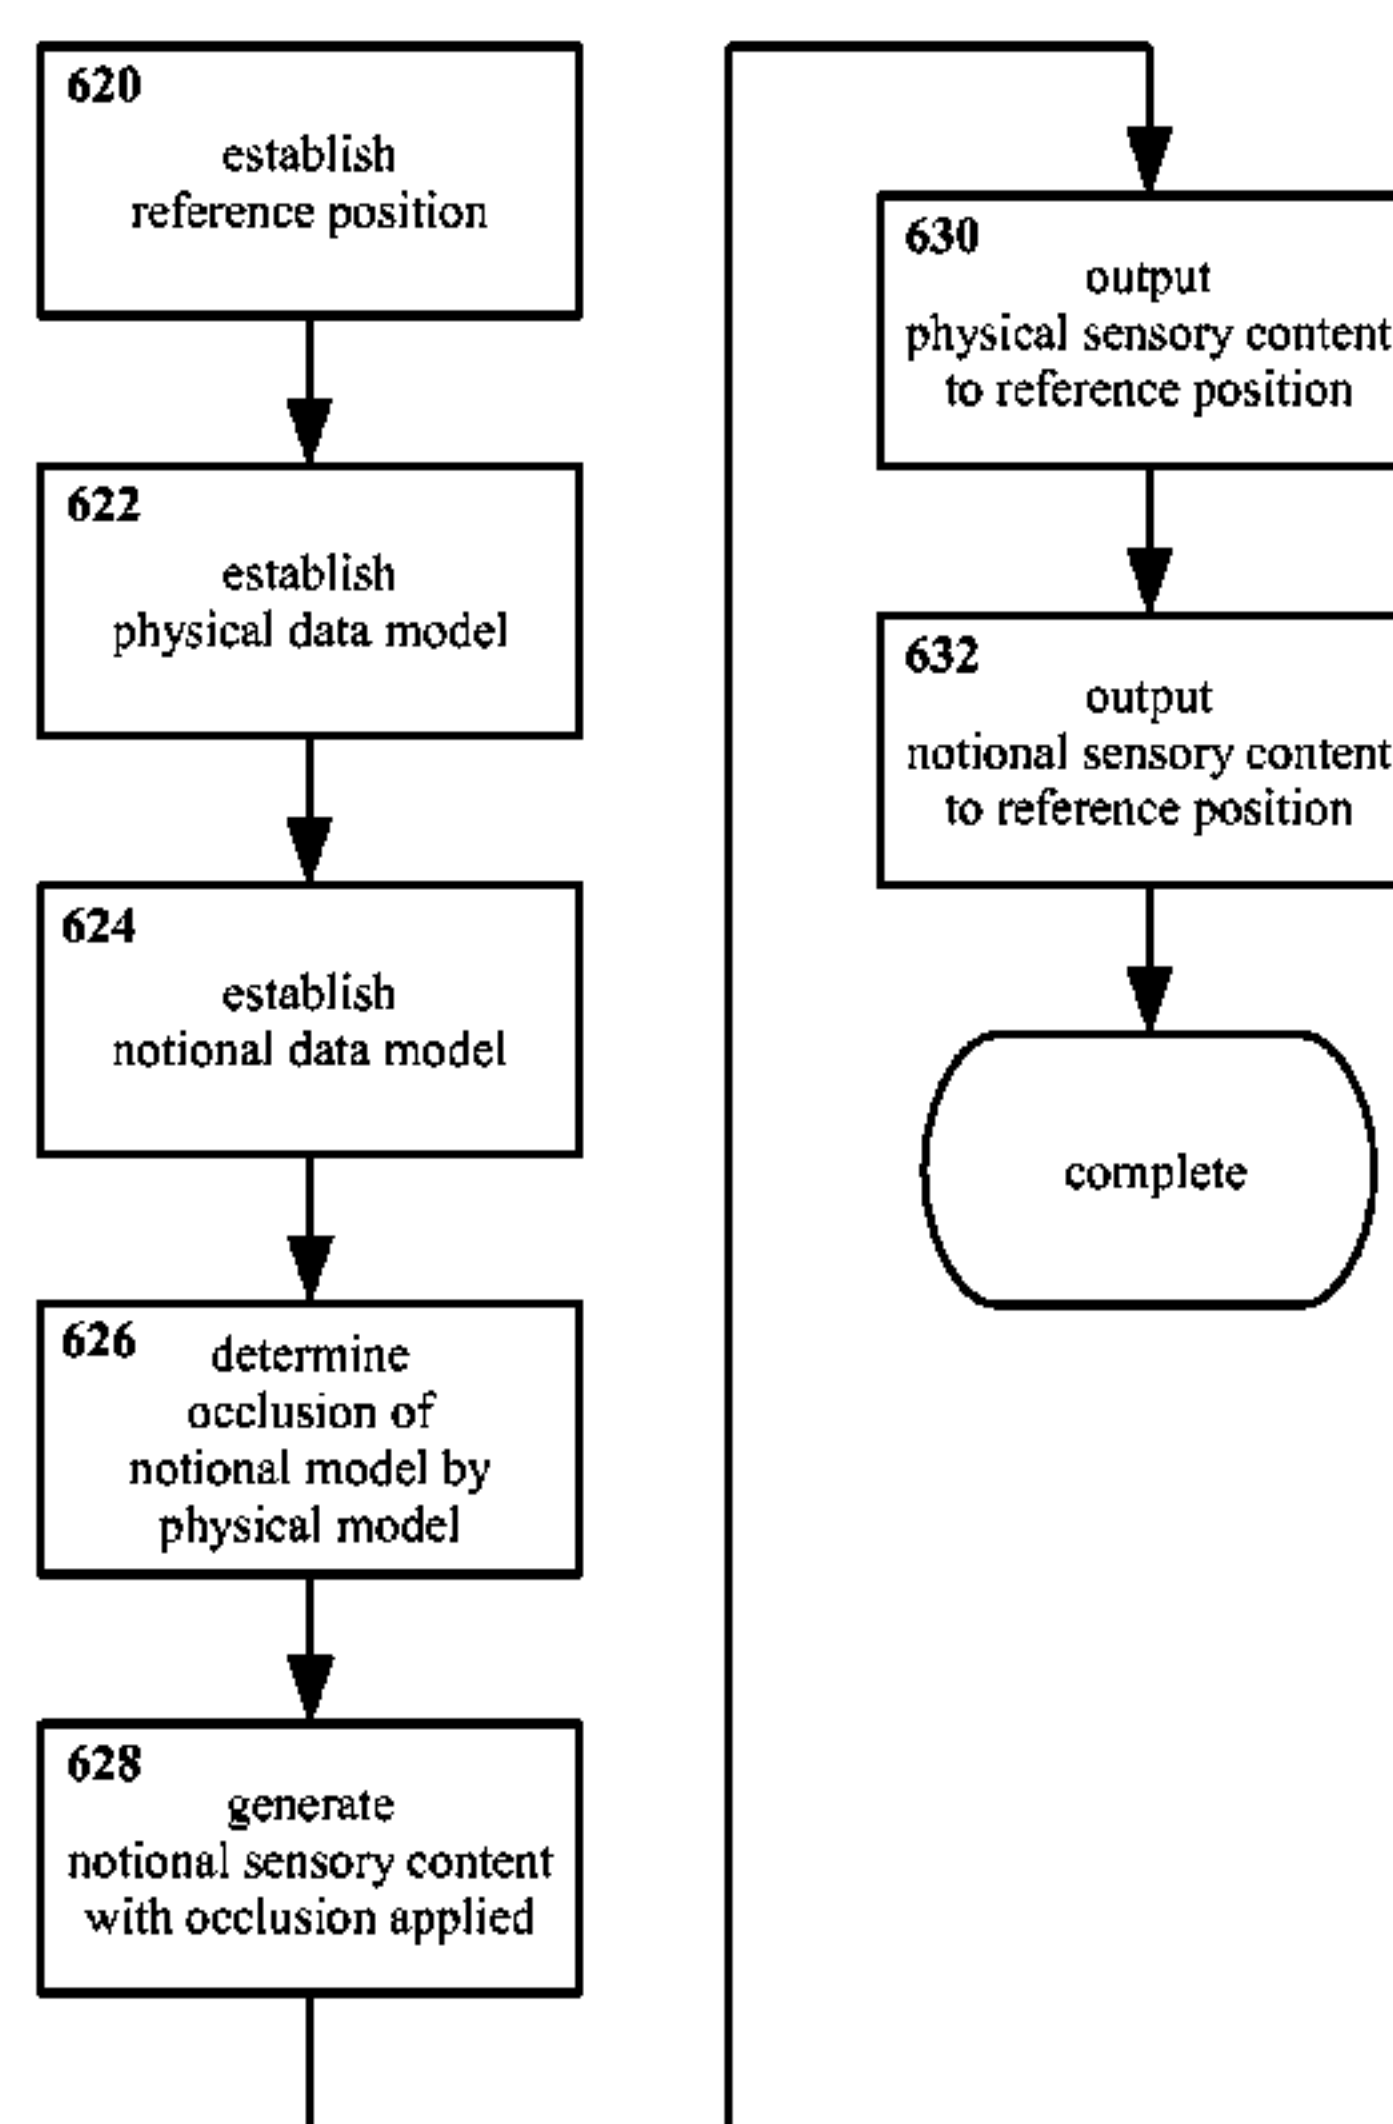 620
establish
reference position
622
establish
physical data model
624
establish
notional data model
626
determine
occlusion of
notional model by
physical model
628
generate
notional sensory content
with occlusion applied
630
output
physical sensory content
to reference position
632
output
notional sensory content
to reference position
complete